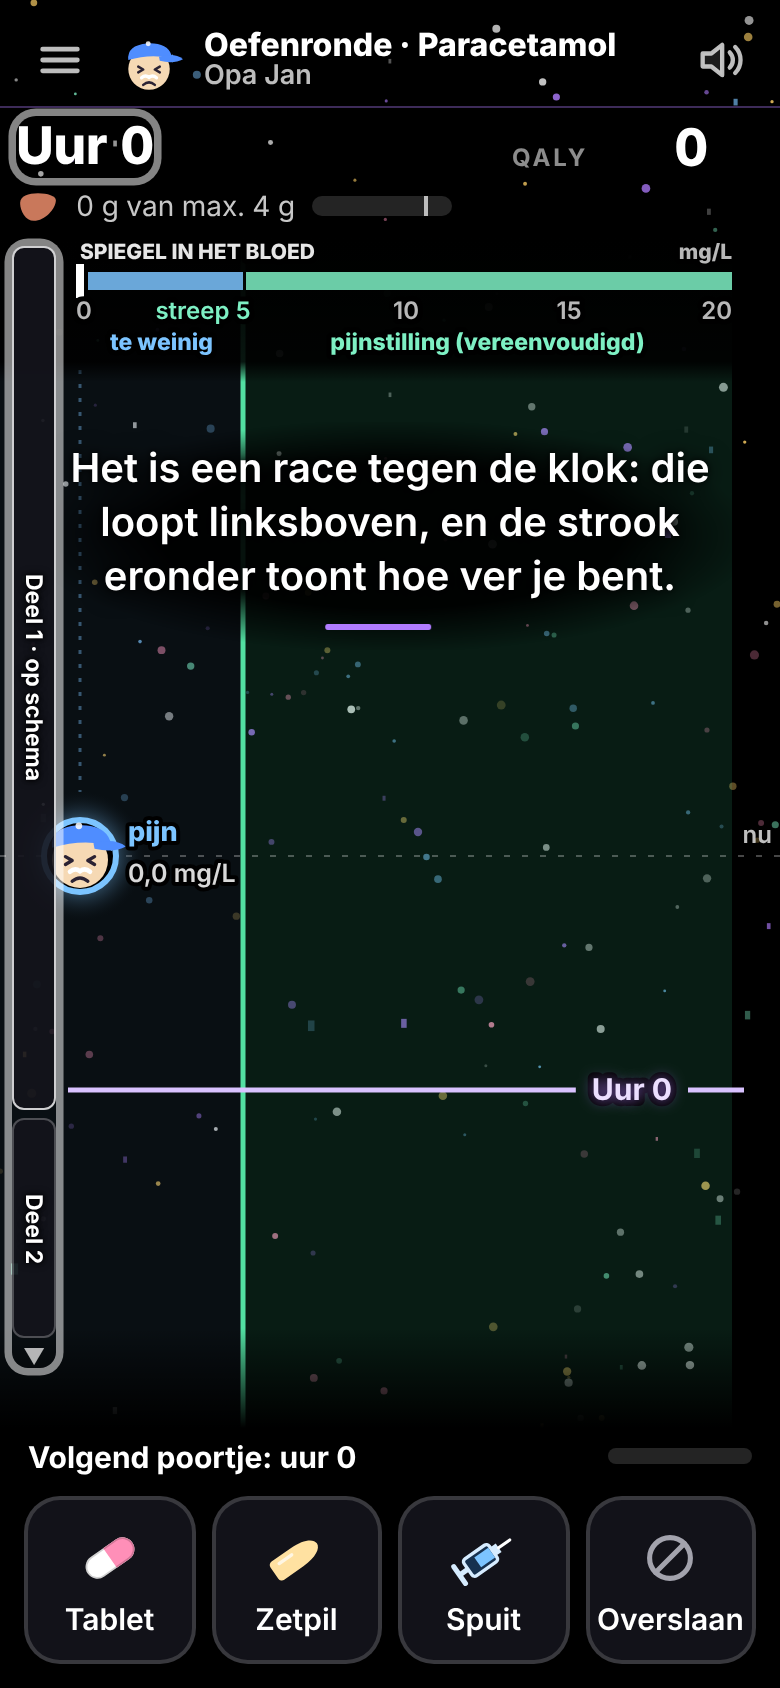 Oefenronde · Paracetamol
Opa Jan
Uur 0
QALY 0
0 g van max. 4 g
SPIEGEL IN HET BLOED mg/L
0 streep 5 10 15 20
te weinig pijnstilling (vereenvoudigd)
Het is een race tegen de klok: die
loopt linksboven, en de strook
eronder toont hoe ver je bent.
Deel 1 · op schema
pijn
nu
0,0 mg/L
Uur 0
Deel 2
Volgend poortje: uur 0
Tablet Zetpil Spuit Overslaan